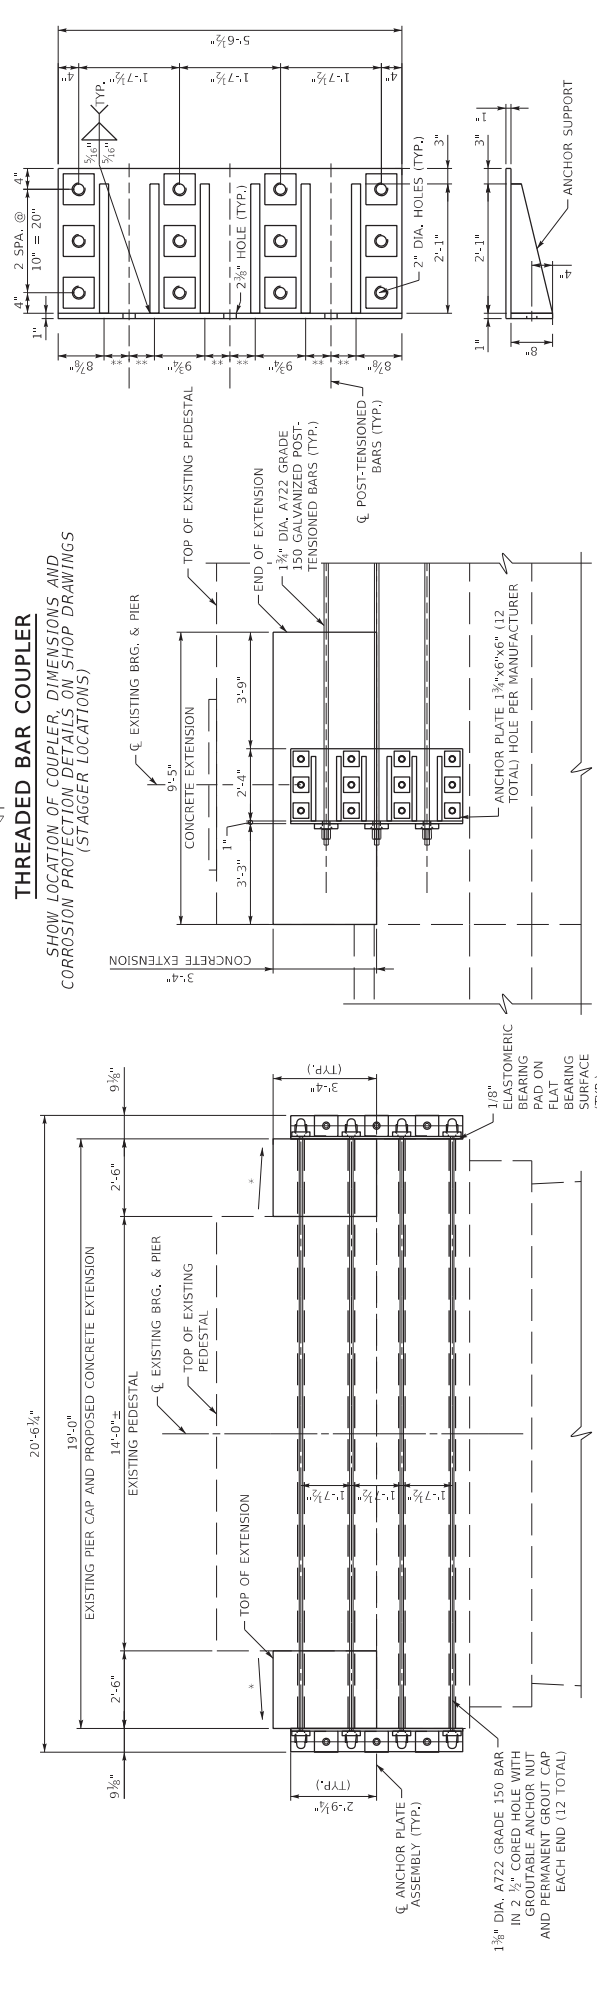 THREADED BAR COUPLER
SHOW LOCATION OF COUPLER, DIMENSIONS AND
CORROSION PROTECTION DETAILS ON SHOP DRAWINGS
(STAGGER LOCATIONS)
20'-6¼"
19'-0"
EXISTING PIER CAP AND PROPOSED CONCRETE EXTENSION
9⅛"
2'-6"
14'-0"±
EXISTING PEDESTAL
2'-6"
9⅛"
℄ EXISTING BRG. & PIER
TOP OF EXISTING
PEDESTAL
TOP OF EXTENSION
*
*
3'-4"
(TYP.)
2'-9¼"
(TYP.)
1'-7½"
1'-7½"
1'-7½"
℄ ANCHOR PLATE
ASSEMBLY (TYP.)
1⅜" DIA. A722 GRADE 150 BAR
IN 2 ½" CORED HOLE WITH
GROUTABLE ANCHOR NUT
AND PERMANENT GROUT CAP
EACH END (12 TOTAL)
1/8"
ELASTOMERIC
BEARING
PAD ON
FLAT
BEARING
SURFACE
℄ EXISTING BRG. & PIER
9'-5"
CONCRETE EXTENSION
3'-3"
1"
2'-4"
3'-9"
3'-4"
CONCRETE EXTENSION
TOP OF EXISTING PEDESTAL
END OF EXTENSION
1¾" DIA. A722 GRADE
150 GALVANIZED POST-
TENSIONED BARS (TYP.)
ANCHOR PLATE 1¾"x6"x6" (12
TOTAL) HOLE PER MANUFACTURER
℄ POST-TENSIONED
BARS (TYP.)
5'-6½"
4"
1'-7½"
1'-7½"
1'-7½"
4"
TYP.
5/16"
5/16"
1"
4"
2 SPA. @
10" = 20"
4"
2⅜" HOLE (TYP.)
2" DIA. HOLES (TYP.)
8⅞"
**
**
9¾"
**
**
9¾"
**
**
8⅞"
2'-1"
3"
1"
2'-1"
3"
1"
8"
4"
ANCHOR SUPPORT